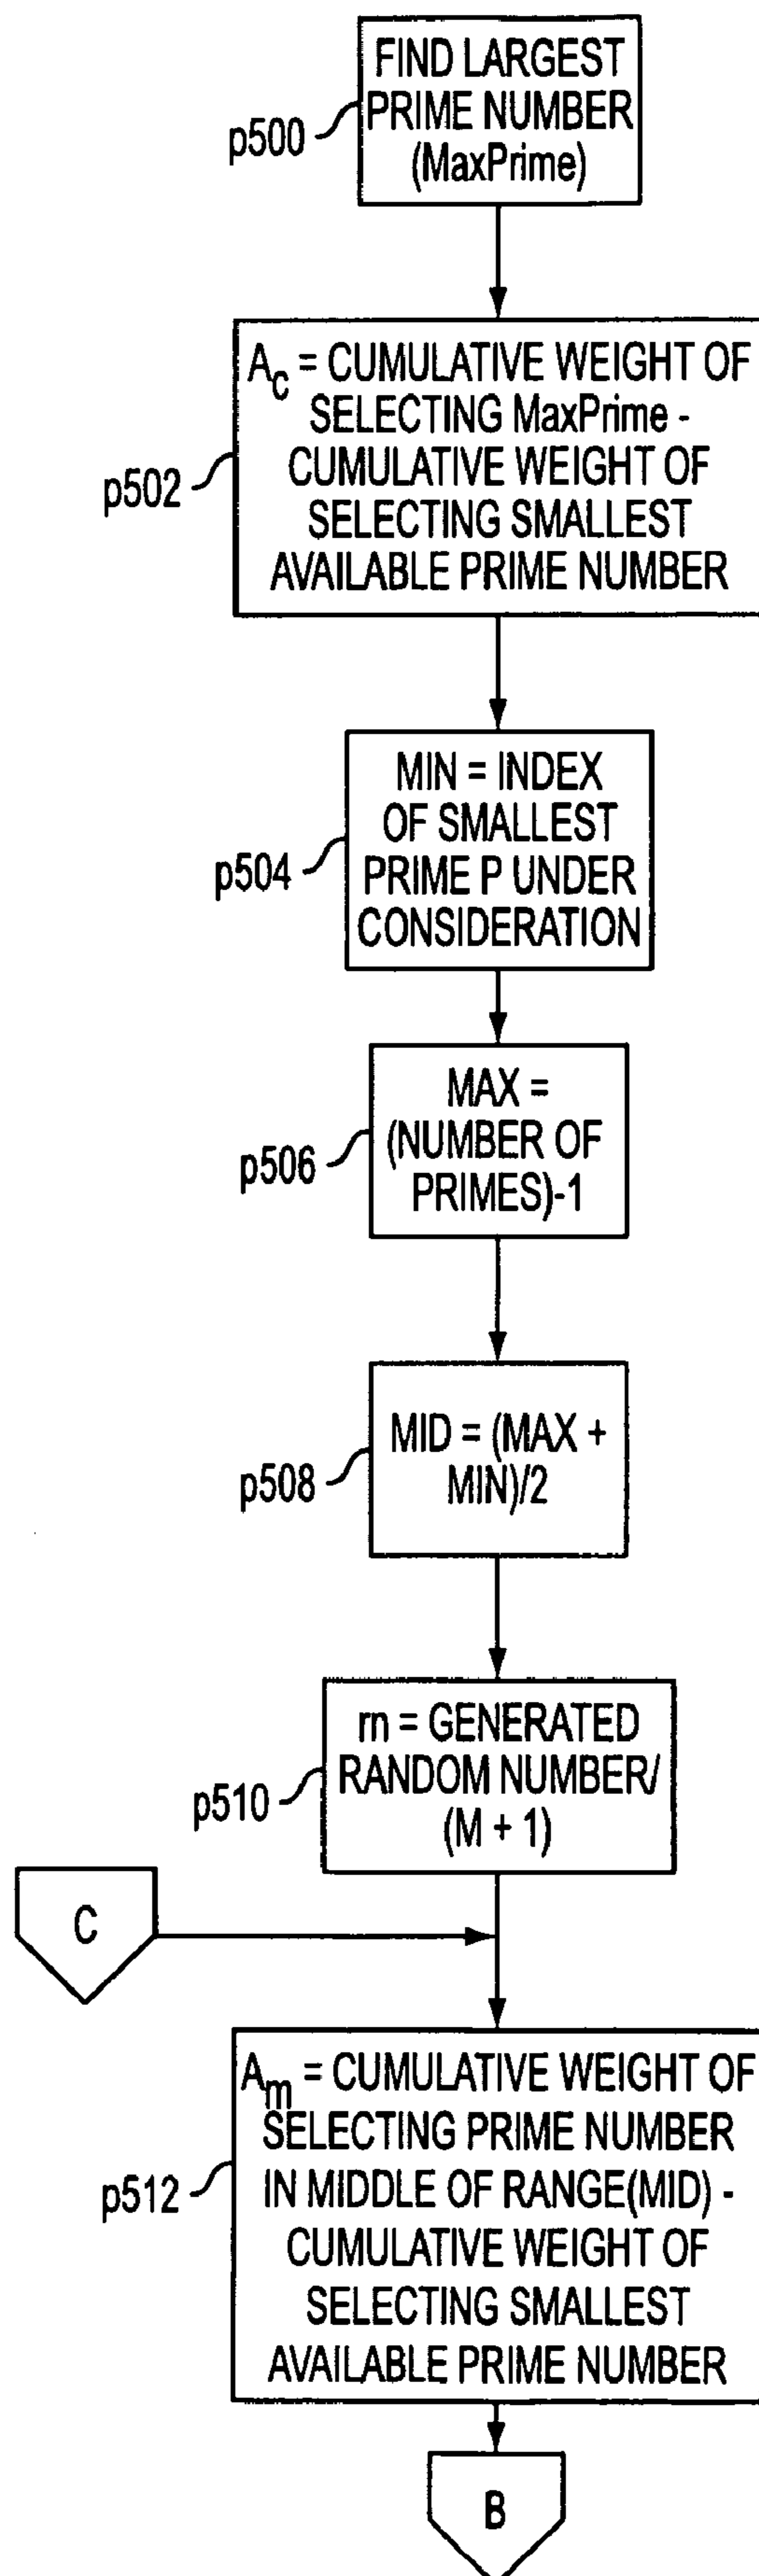 FIND LARGEST
PRIME NUMBER
(MaxPrime)
p500
A_c = CUMULATIVE WEIGHT OF
SELECTING MaxPrime -
CUMULATIVE WEIGHT OF
SELECTING SMALLEST
AVAILABLE PRIME NUMBER
p502
MIN = INDEX
OF SMALLEST
PRIME P UNDER
CONSIDERATION
p504
MAX =
(NUMBER OF
PRIMES)-1
p506
MID = (MAX +
MIN)/2
p508
rn = GENERATED
RANDOM NUMBER/
(M + 1)
p510
C
A_m = CUMULATIVE WEIGHT OF
SELECTING PRIME NUMBER
IN MIDDLE OF RANGE(MID) -
CUMULATIVE WEIGHT OF
SELECTING SMALLEST
AVAILABLE PRIME NUMBER
p512
B